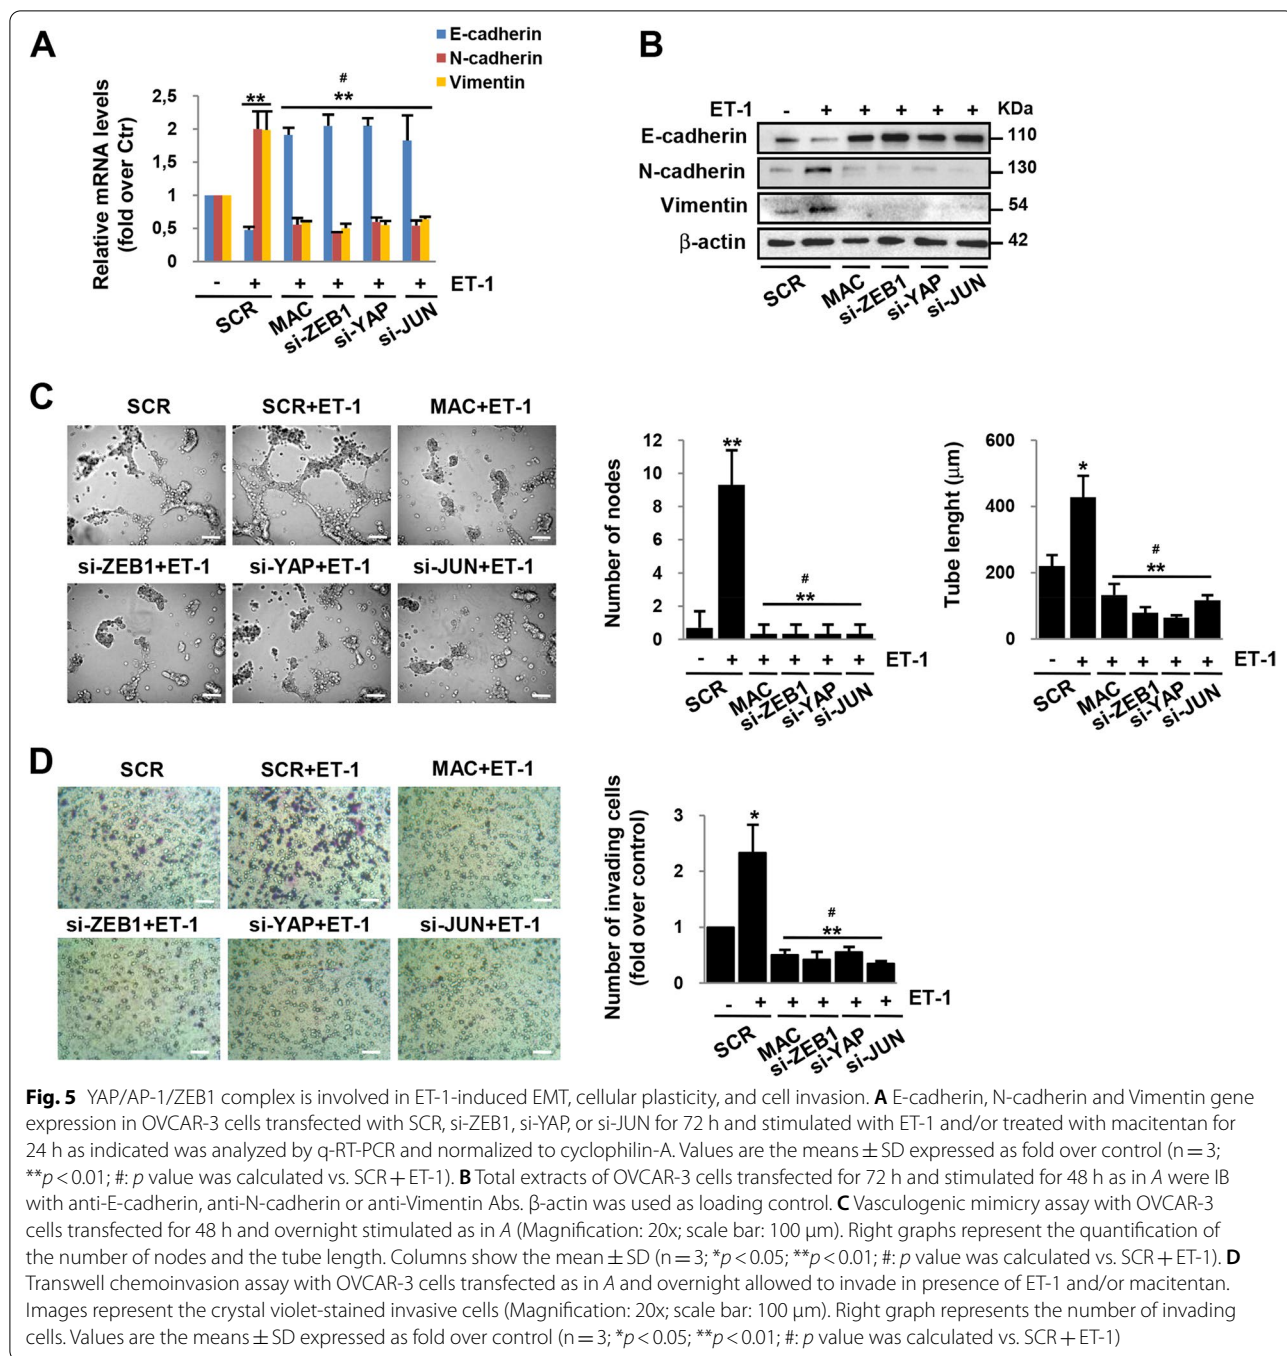 A
E-cadherin
N-cadherin
Vimentin
Relative mRNA levels
(fold over Ctr)
2,5
2
1,5
1
0,5
0
**
#
**
- + + + + + ET-1
SCR MAC si-ZEB1 si-YAP si-JUN
B
ET-1 - + + + + + KDa
E-cadherin 110
N-cadherin 130
Vimentin 54
β-actin 42
SCR MAC si-ZEB1 si-YAP si-JUN
C
SCR SCR+ET-1 MAC+ET-1
si-ZEB1+ET-1 si-YAP+ET-1 si-JUN+ET-1
Number of nodes
12
10
8
6
4
2
0
**
#
**
- + + + + + ET-1
SCR MAC si-ZEB1 si-YAP si-JUN
Tube lenght (μm)
600
400
200
0
*
#
**
- + + + + + ET-1
SCR MAC si-ZEB1 si-YAP si-JUN
D
SCR SCR+ET-1 MAC+ET-1
si-ZEB1+ET-1 si-YAP+ET-1 si-JUN+ET-1
Number of invading cells
(fold over control)
3
2
1
0
*
#
**
- + + + + + ET-1
SCR MAC si-ZEB1 si-YAP si-JUN
Fig. 5 YAP/AP-1/ZEB1 complex is involved in ET-1-induced EMT, cellular plasticity, and cell invasion. A E-cadherin, N-cadherin and Vimentin gene
expression in OVCAR-3 cells transfected with SCR, si-ZEB1, si-YAP, or si-JUN for 72 h and stimulated with ET-1 and/or treated with macitentan for
24 h as indicated was analyzed by q-RT-PCR and normalized to cyclophilin-A. Values are the means ± SD expressed as fold over control (n = 3;
**p < 0.01; #: p value was calculated vs. SCR + ET-1). B Total extracts of OVCAR-3 cells transfected for 72 h and stimulated for 48 h as in A were IB
with anti-E-cadherin, anti-N-cadherin or anti-Vimentin Abs. β-actin was used as loading control. C Vasculogenic mimicry assay with OVCAR-3
cells transfected for 48 h and overnight stimulated as in A (Magnification: 20x; scale bar: 100 μm). Right graphs represent the quantification of
the number of nodes and the tube length. Columns show the mean ± SD (n = 3; *p < 0.05; **p < 0.01; #: p value was calculated vs. SCR + ET-1). D
Transwell chemoinvasion assay with OVCAR-3 cells transfected as in A and overnight allowed to invade in presence of ET-1 and/or macitentan.
Images represent the crystal violet-stained invasive cells (Magnification: 20x; scale bar: 100 μm). Right graph represents the number of invading
cells. Values are the means ± SD expressed as fold over control (n = 3; *p < 0.05; **p < 0.01; #: p value was calculated vs. SCR + ET-1)